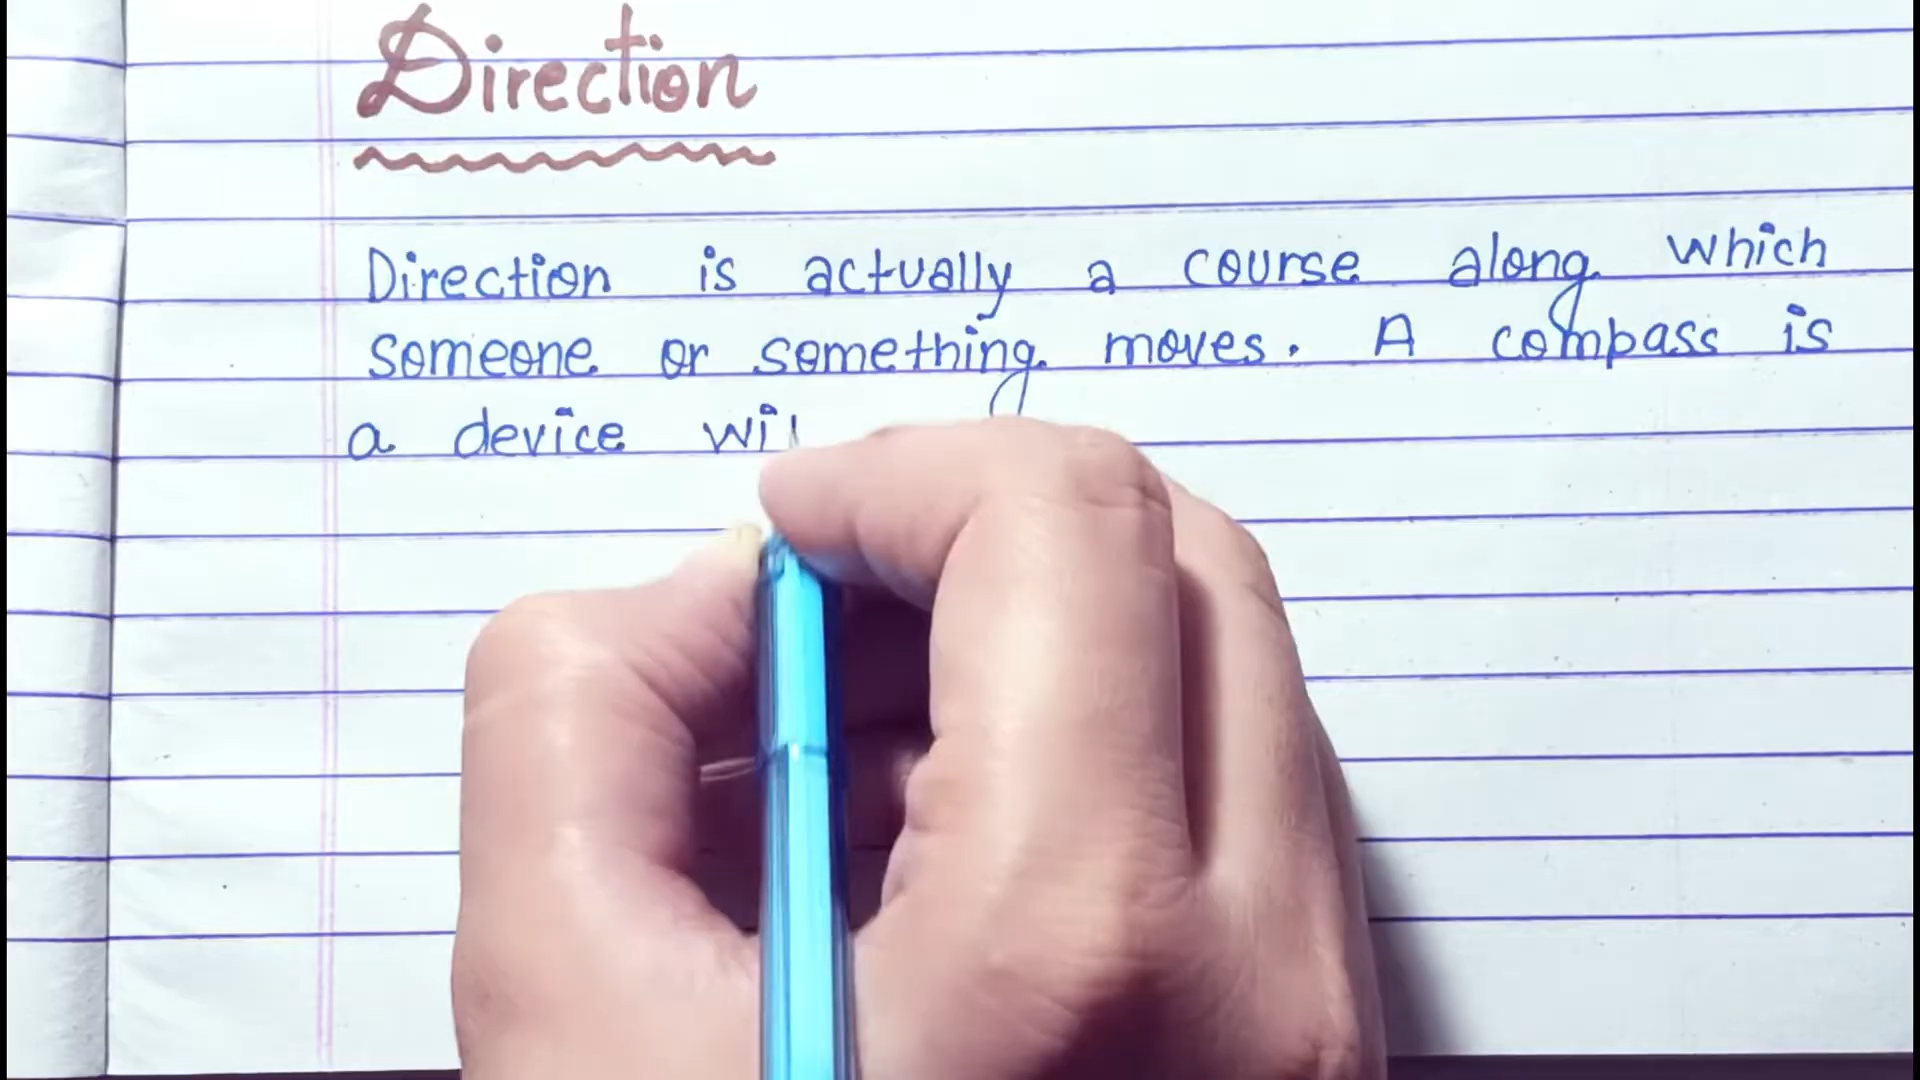 Direction
Direction is actually a course along which
someone or something moves. A compass is
a device